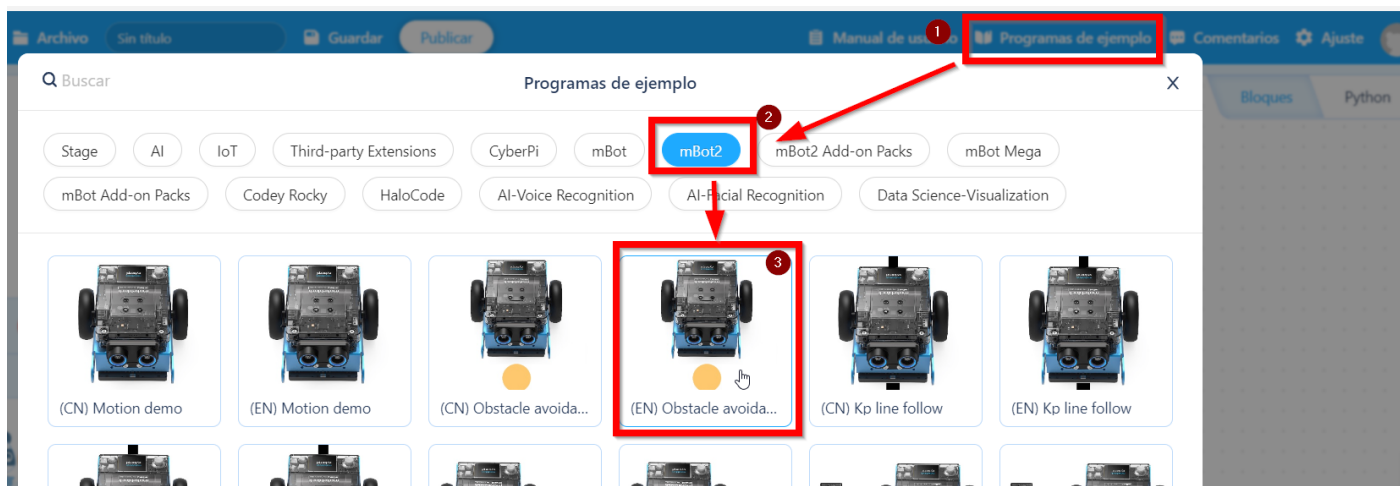 Archivo Sin título Guardar Publicar Manual de usu 1 o Programas de ejemplo Comentarios Ajuste
Buscar Programas de ejemplo X
Bloques Python
2
Stage AI IoT Third-party Extensions CyberPi mBot mBot2 mBot2 Add-on Packs mBot Mega
mBot Add-on Packs Codey Rocky HaloCode AI-Voice Recognition AI-Facial Recognition Data Science-Visualization
3
(CN) Motion demo (EN) Motion demo (CN) Obstacle avoida... (EN) Obstacle avoida... (CN) Kp line follow (EN) Kp line follow